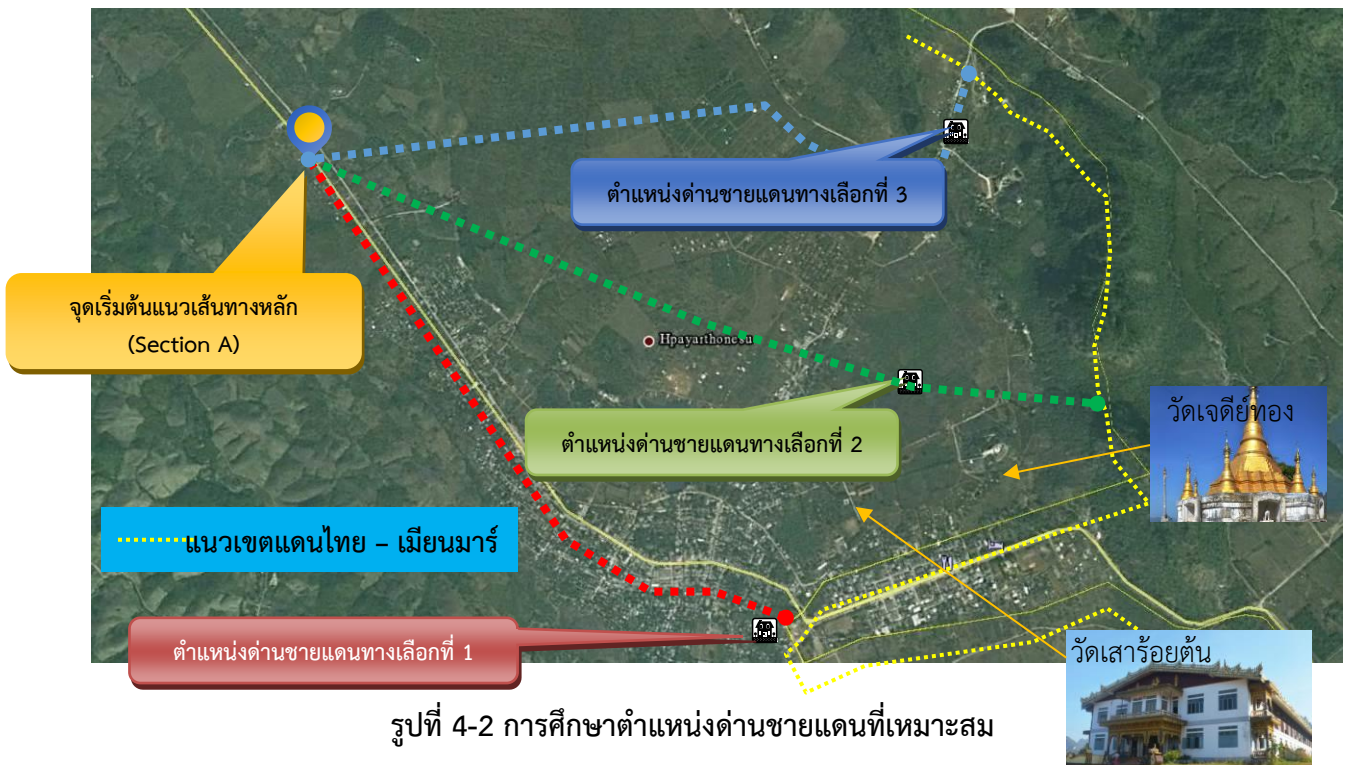 ตำแหน่งด่านชายแดนทางเลือกที่ 3
จุดเริ่มต้นแนวเส้นทางหลัก
(Section A)
Hpayarthonesu
ตำแหน่งด่านชายแดนทางเลือกที่ 2
วัดเจดีย์ทอง
แนวเขตแดนไทย – เมียนมาร์
ตำแหน่งด่านชายแดนทางเลือกที่ 1
วัดเสาร้อยต้น
รูปที่ 4-2 การศึกษาตำแหน่งด่านชายแดนที่เหมาะสม